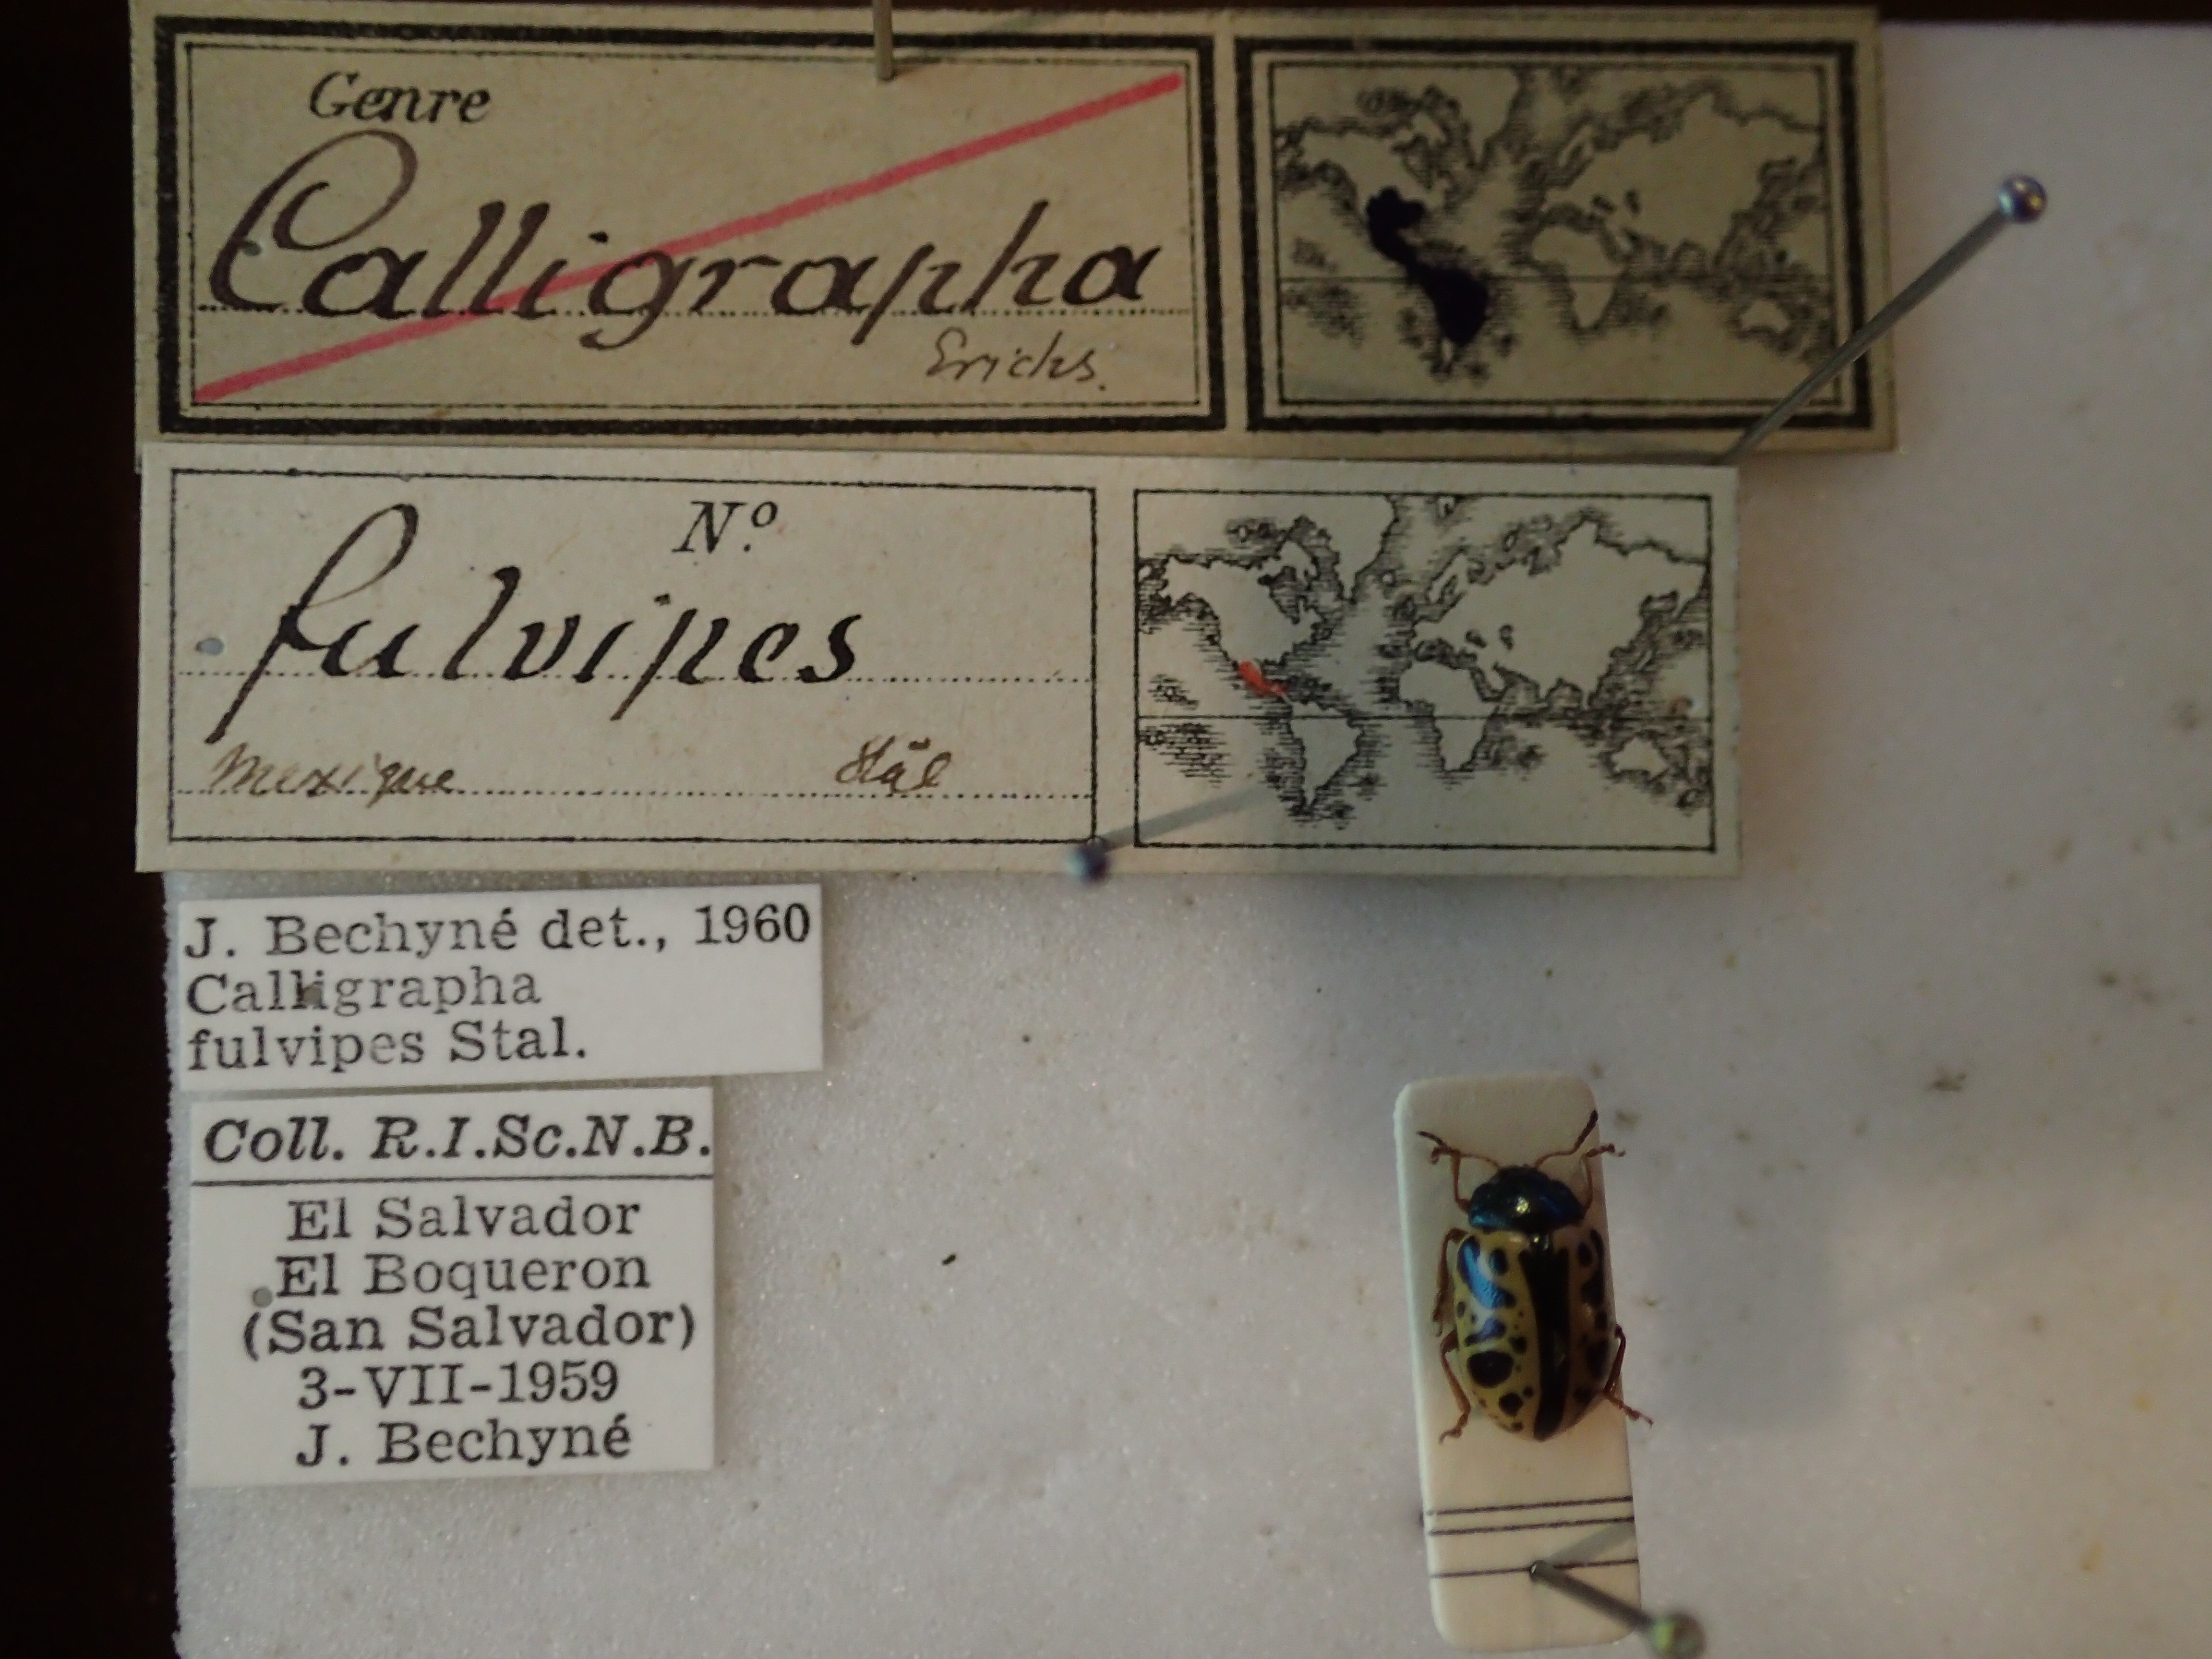 Genre
Calligrapha
Erichs.
Nº
fulvipes
Mexique Stål
J. Bechyné det., 1960
Calligrapha
fulvipes Stal.
Coll. R.I.Sc.N.B.
El Salvador
El Boqueron
(San Salvador)
3-VII-1959
J. Bechyné